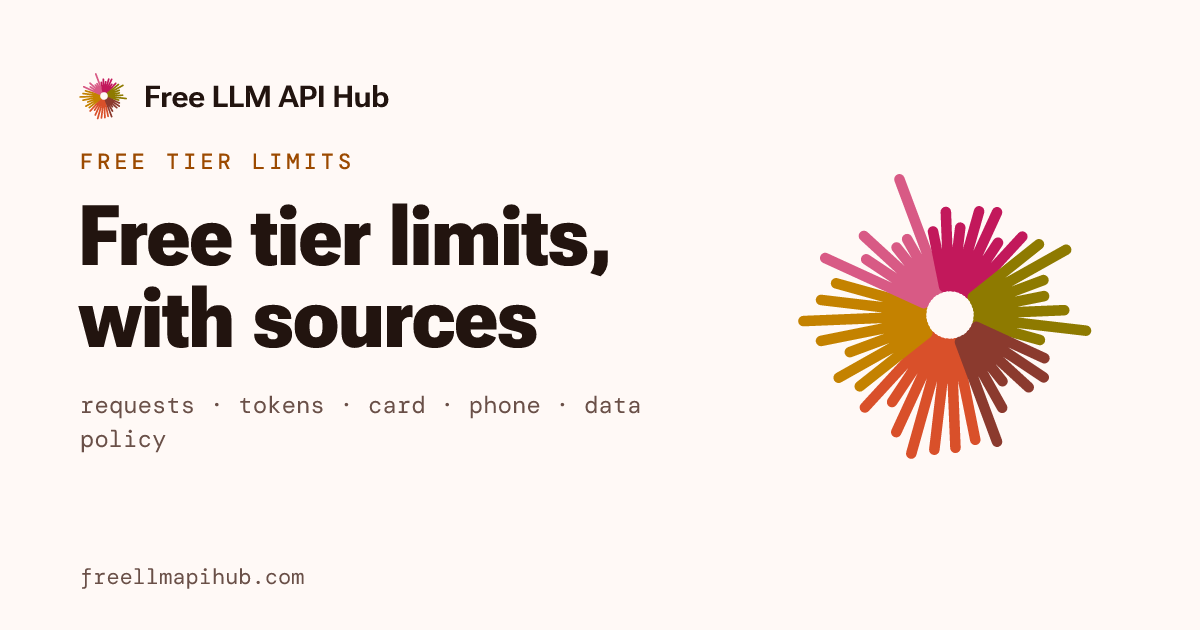 Free LLM API Hub
FREE TIER LIMITS
Free tier limits,
with sources
requests · tokens · card · phone · data
policy
freellmapihub.com